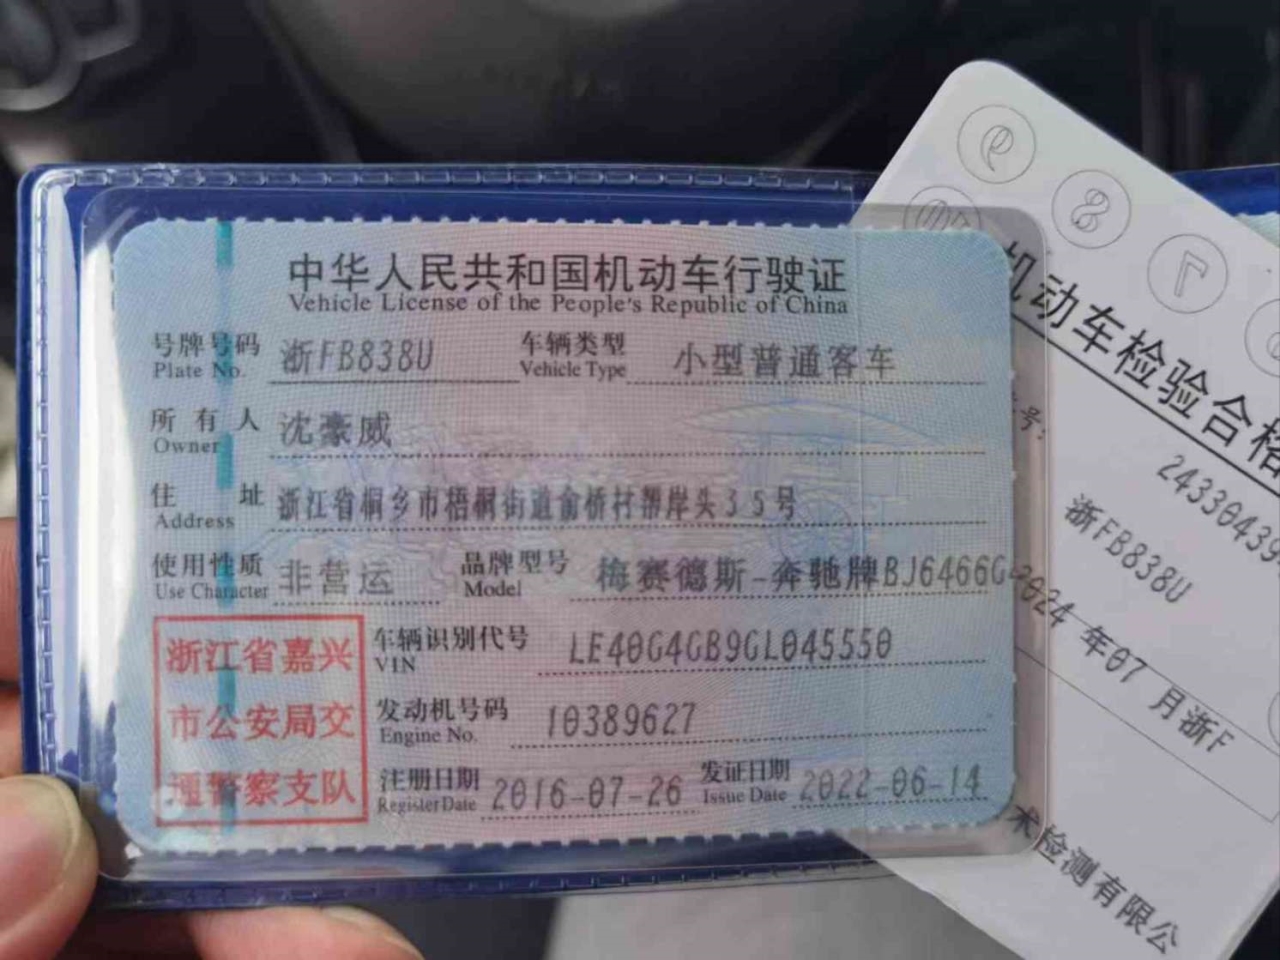 中华人民共和国机动车行驶证
Vehicle License of the People's Republic of China
号牌号码 浙FB838U 车辆类型 小型普通客车
Plate No. Vehicle Type
所有人 沈豪威
Owner
住址 浙江省桐乡市梧桐街道俞桥村帮岸头35号
Address
使用性质 非营运 品牌型号 梅赛德斯-奔驰牌BJ6466G
Use Character Model
浙江省嘉兴
市公安局交
通警察支队
车辆识别代号 LE40G4GB9GL045550
VIN
发动机号码 10389627
Engine No.
注册日期 2016-07-26 发证日期 2022-06-14
Register Date Issue Date
9
8
7
机动车检验合格
号:
24330439
浙FB838U
2024 年07 月浙F
术检测有限公